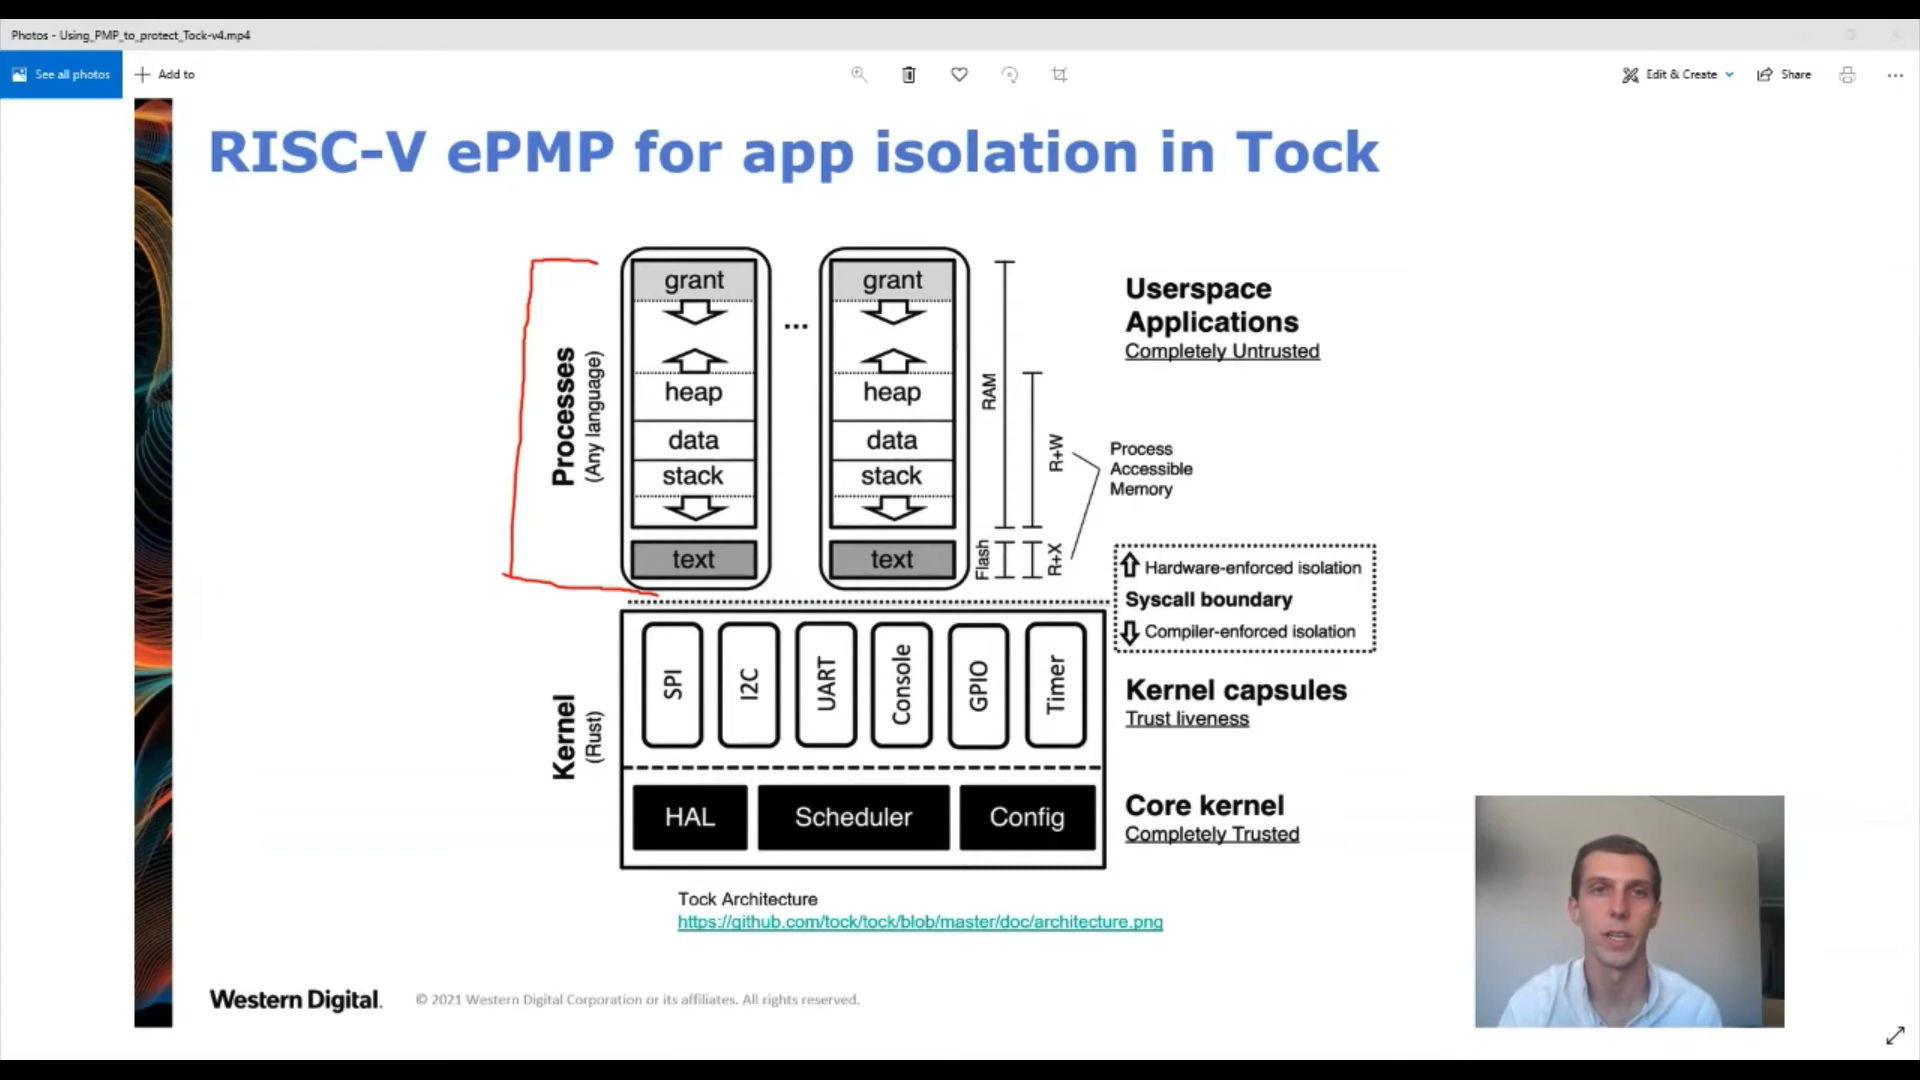 Photos - Using_PMP_to_protect_Tock-v4.mp4
See all photos
Add to
Edit & Create
Share
RISC-V ePMP for app isolation in Tock
Processes
(Any language)
grant
heap
data
stack
text
...
grant
heap
data
stack
text
RAM
Flash
R+W
R+X
Process
Accessible
Memory
Userspace
Applications
Completely Untrusted
Hardware-enforced isolation
Syscall boundary
Compiler-enforced isolation
Kernel
(Rust)
SPI
I2C
UART
Console
GPIO
Timer
Kernel capsules
Trust liveness
HAL
Scheduler
Config
Core kernel
Completely Trusted
Tock Architecture
https://github.com/tock/tock/blob/master/doc/architecture.png
Western Digital.
© 2021 Western Digital Corporation or its affiliates. All rights reserved.